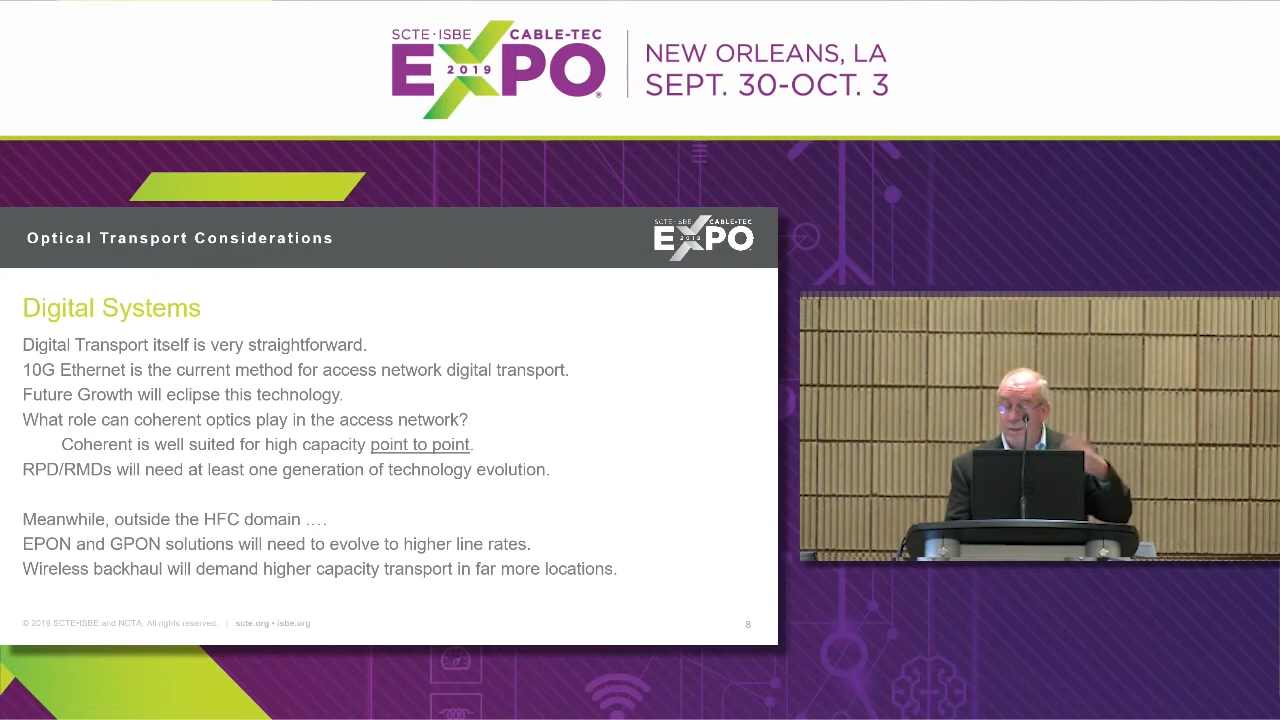 SCTE·ISBE CABLE-TEC
EXPO
2019
NEW ORLEANS, LA
SEPT. 30-OCT. 3
Optical Transport Considerations
SCTE·ISBE CABLE-TEC
EXPO
2019
Digital Systems
Digital Transport itself is very straightforward.
10G Ethernet is the current method for access network digital transport.
Future Growth will eclipse this technology.
What role can coherent optics play in the access network?
Coherent is well suited for high capacity point to point.
RPD/RMDs will need at least one generation of technology evolution.
Meanwhile, outside the HFC domain ….
EPON and GPON solutions will need to evolve to higher line rates.
Wireless backhaul will demand higher capacity transport in far more locations.
© 2019 SCTE•ISBE and NCTA. All rights reserved. | scte.org • isbe.org
8